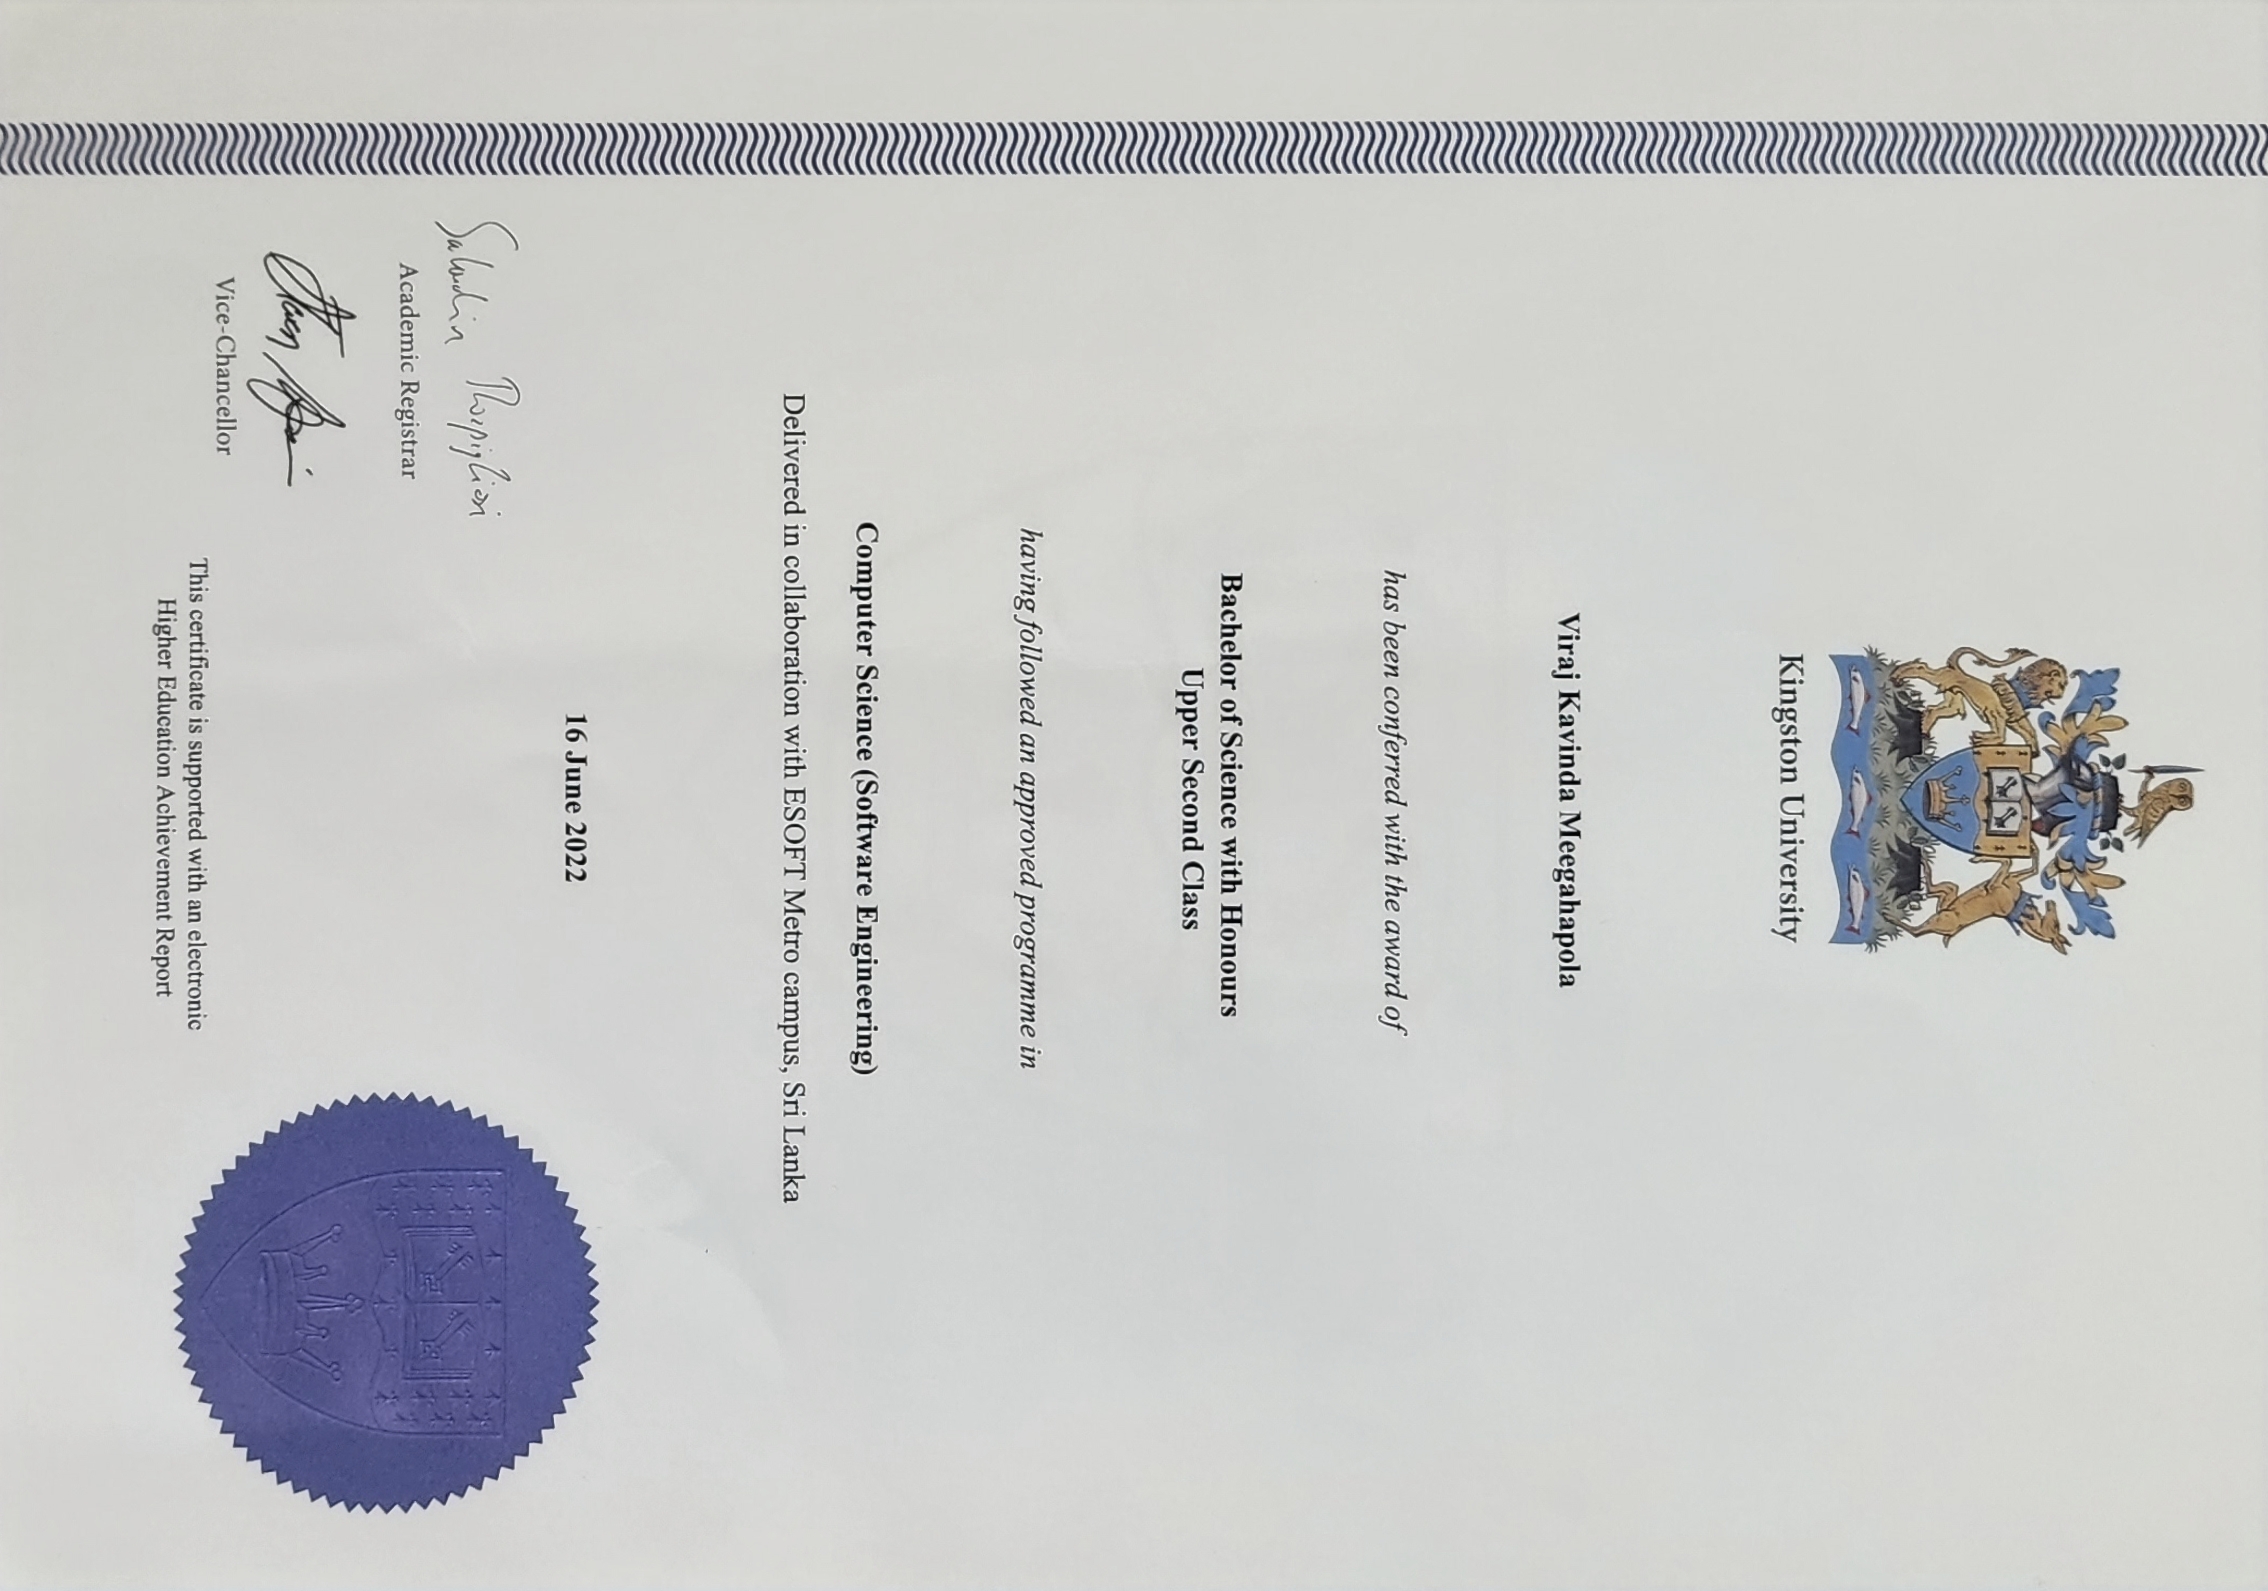 Kingston University
Viraj Kavinda Meegahapola
has been conferred with the award of
Bachelor of Science with Honours
Upper Second Class
having followed an approved programme in
Computer Science (Software Engineering)
Delivered in collaboration with ESOFT Metro campus, Sri Lanka
16 June 2022
Academic Registrar
Vice-Chancellor
This certificate is supported with an electronic
Higher Education Achievement Report